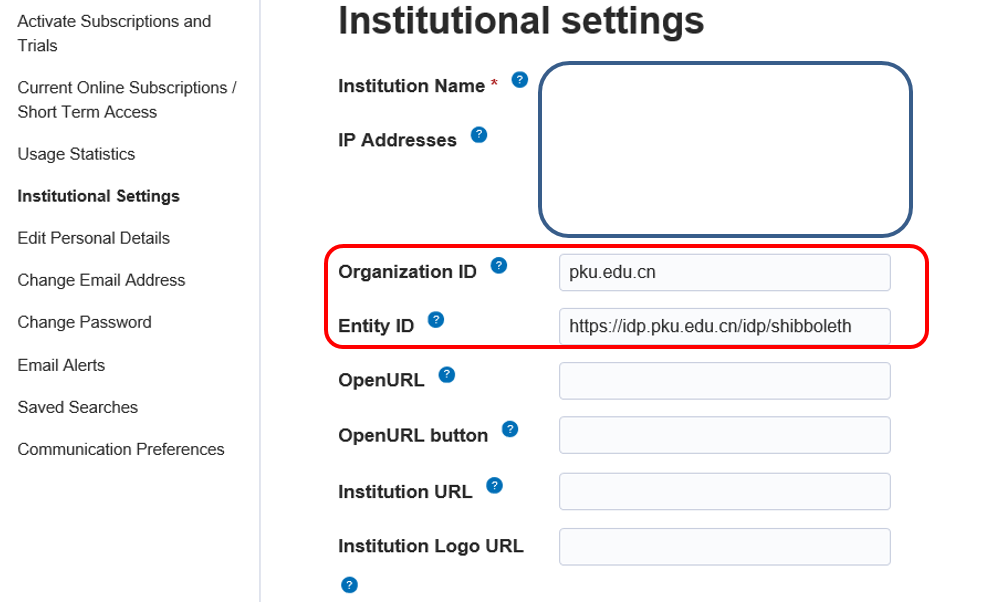 Activate Subscriptions and
Trials
Current Online Subscriptions /
Short Term Access
Usage Statistics
Institutional Settings
Edit Personal Details
Change Email Address
Change Password
Email Alerts
Saved Searches
Communication Preferences
Institutional settings
Institution Name * ?
IP Addresses ?
Organization ID ? pku.edu.cn
Entity ID ? https://idp.pku.edu.cn/idp/shibboleth
OpenURL ?
OpenURL button ?
Institution URL ?
Institution Logo URL
?